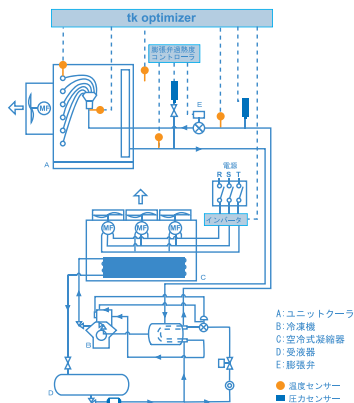 tk optimizer
膨張弁過熱度
コントローラ
E
MF
A
電源
R S T
MF
MF
MF
インバータ
C
B
D
A:ユニットクーラ
B:冷凍機
C:空冷式凝縮器
D:受液器
E:膨張弁
温度センサー
圧力センサー